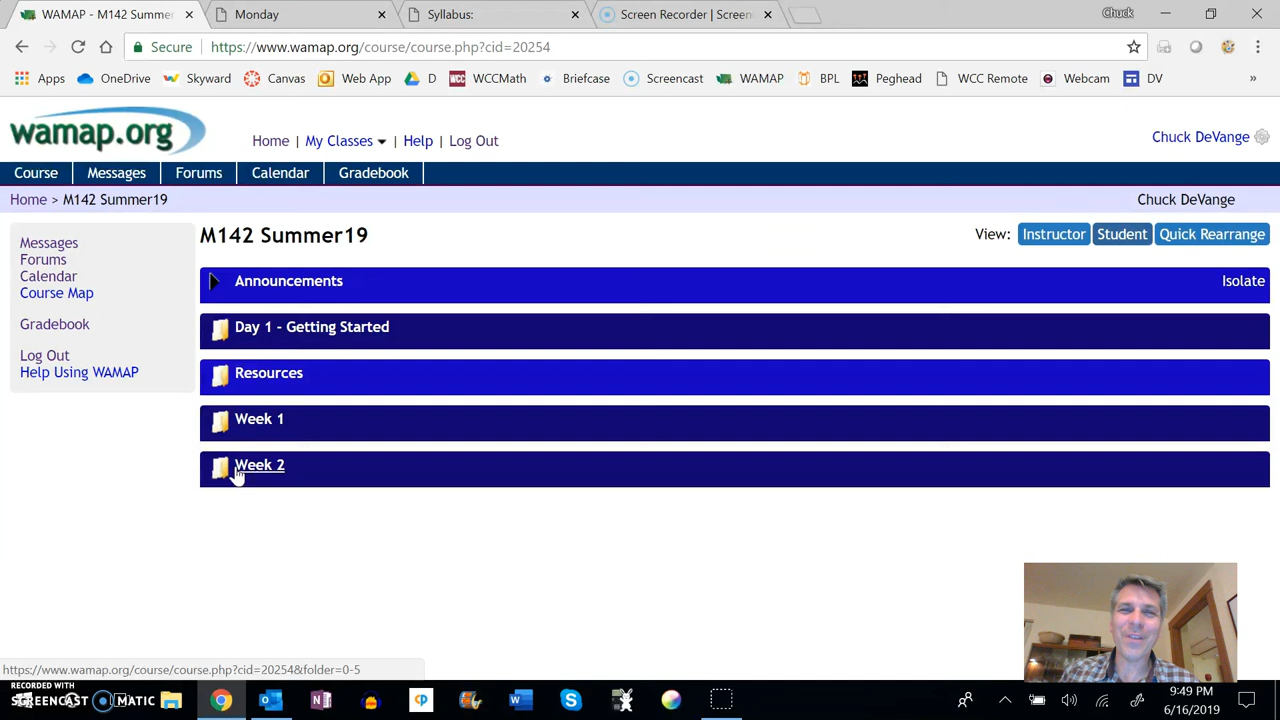 WAMAP - M142 Summer
Monday
Syllabus:
Screen Recorder | Screen
Chuck
Secure
https://www.wamap.org/course/course.php?cid=20254
Apps
OneDrive
Skyward
Canvas
Web App
D
WCCMath
Briefcase
Screencast
WAMAP
BPL
Peghead
WCC Remote
Webcam
DV
»
wamap.org
Home | My Classes | Help | Log Out
Chuck DeVange
Course
Messages
Forums
Calendar
Gradebook
Home > M142 Summer19
Chuck DeVange
Messages
Forums
Calendar
Course Map
Gradebook
Log Out
Help Using WAMAP
M142 Summer19
View: Instructor Student Quick Rearrange
Announcements
Isolate
Day 1 - Getting Started
Resources
Week 1
Week 2
https://www.wamap.org/course/course.php?cid=20254&folder=0-5
RECORDED WITH
SCREENCAST MATIC
9:49 PM
6/16/2019